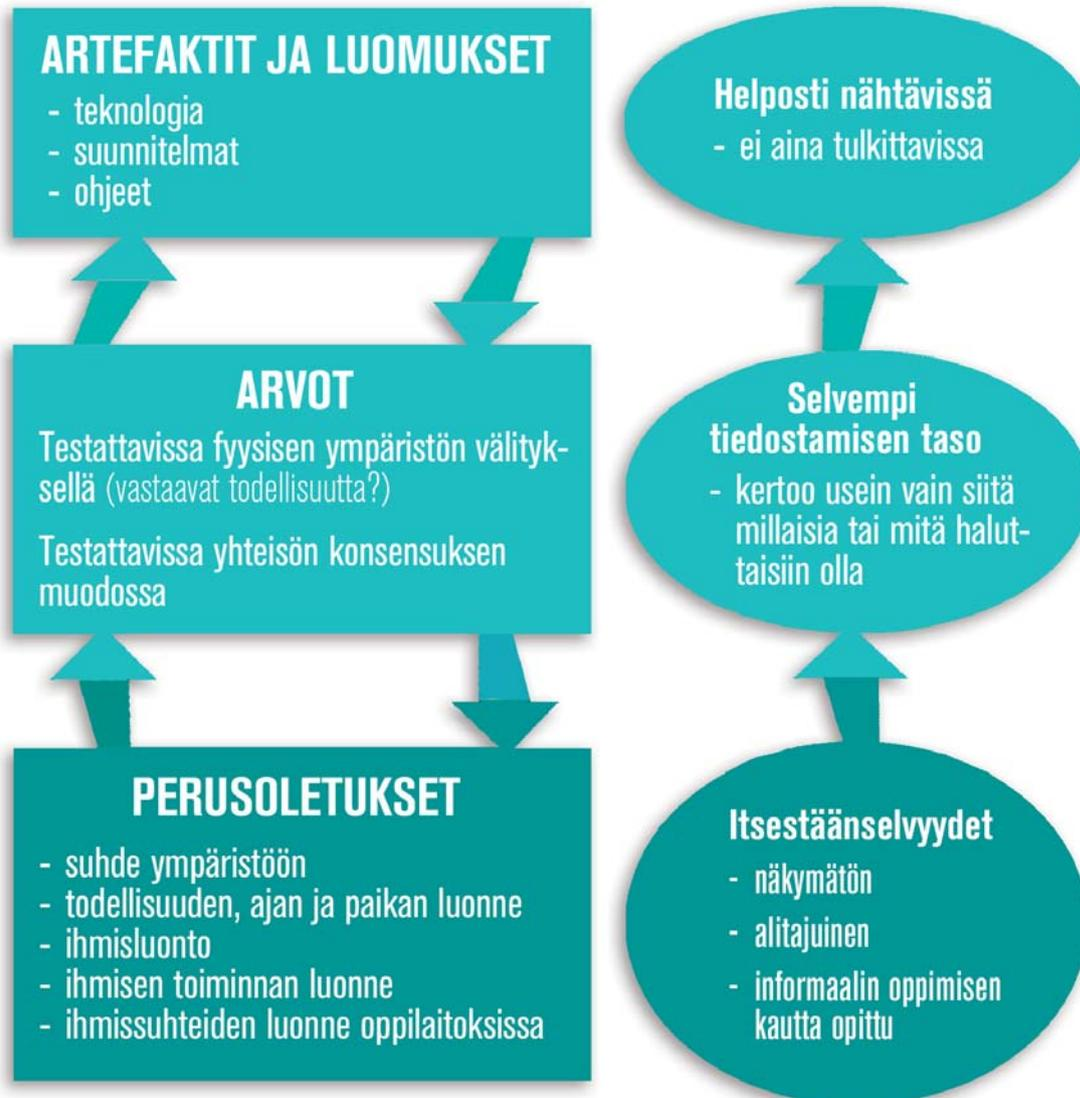 ARTEFAKTIT JA LUOMUKSET
- teknologia
- suunnitelmat
- ohjeet
Helposti nähtävissä
- ei aina tulkittavissa
ARVOT
Testattavissa fyysisen ympäristön välityk-
sellä (vastaavat todellisuutta?)
Testattavissa yhteisön konsensuksen
muodossa
Selvempi
tiedostamisen taso
- kertoo usein vain siitä
millaisia tai mitä halut-
taisiin olla
PERUSOLETUKSET
- suhde ympäristöön
- todellisuuden, ajan ja paikan luonne
- ihmisluonto
- ihmisen toiminnan luonne
- ihmissuhteiden luonne oppilaitoksissa
Itsestäänselvyydet
- näkymätön
- alitajuinen
- informaalin oppimisen
kautta opittu